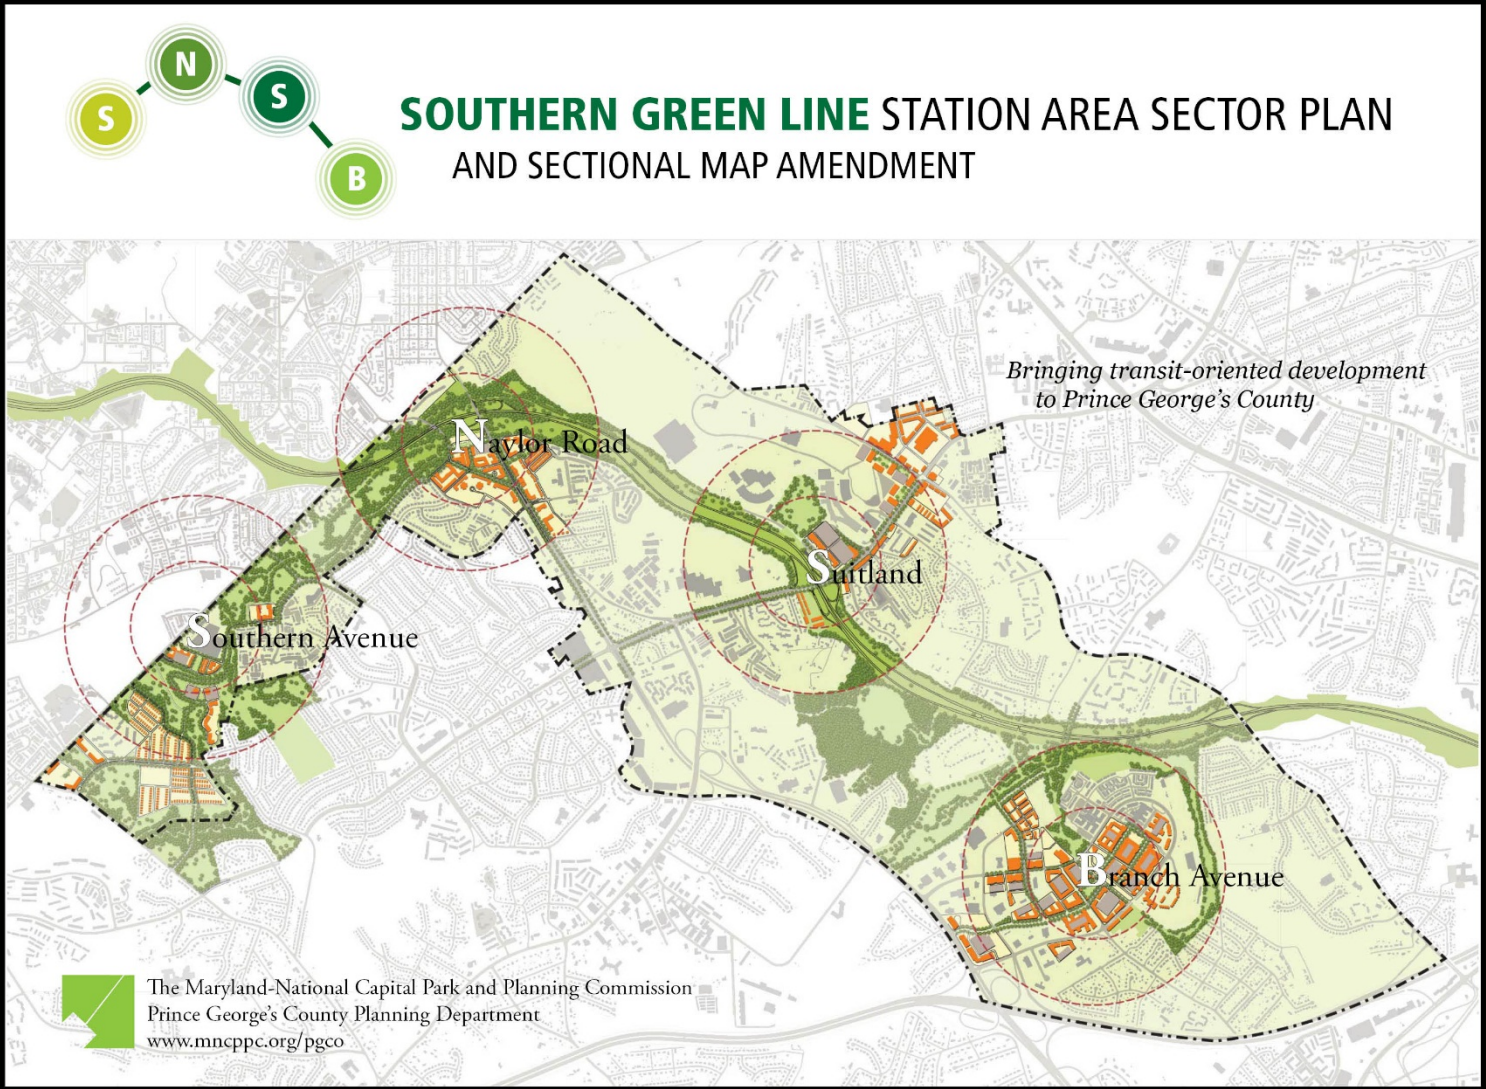 S
N
S
B
SOUTHERN GREEN LINE STATION AREA SECTOR PLAN
AND SECTIONAL MAP AMENDMENT
Bringing transit-oriented development
to Prince George's County
Naylor Road
Suitland
Southern Avenue
Branch Avenue
The Maryland-National Capital Park and Planning Commission
Prince George's County Planning Department
www.mncppc.org/pgco